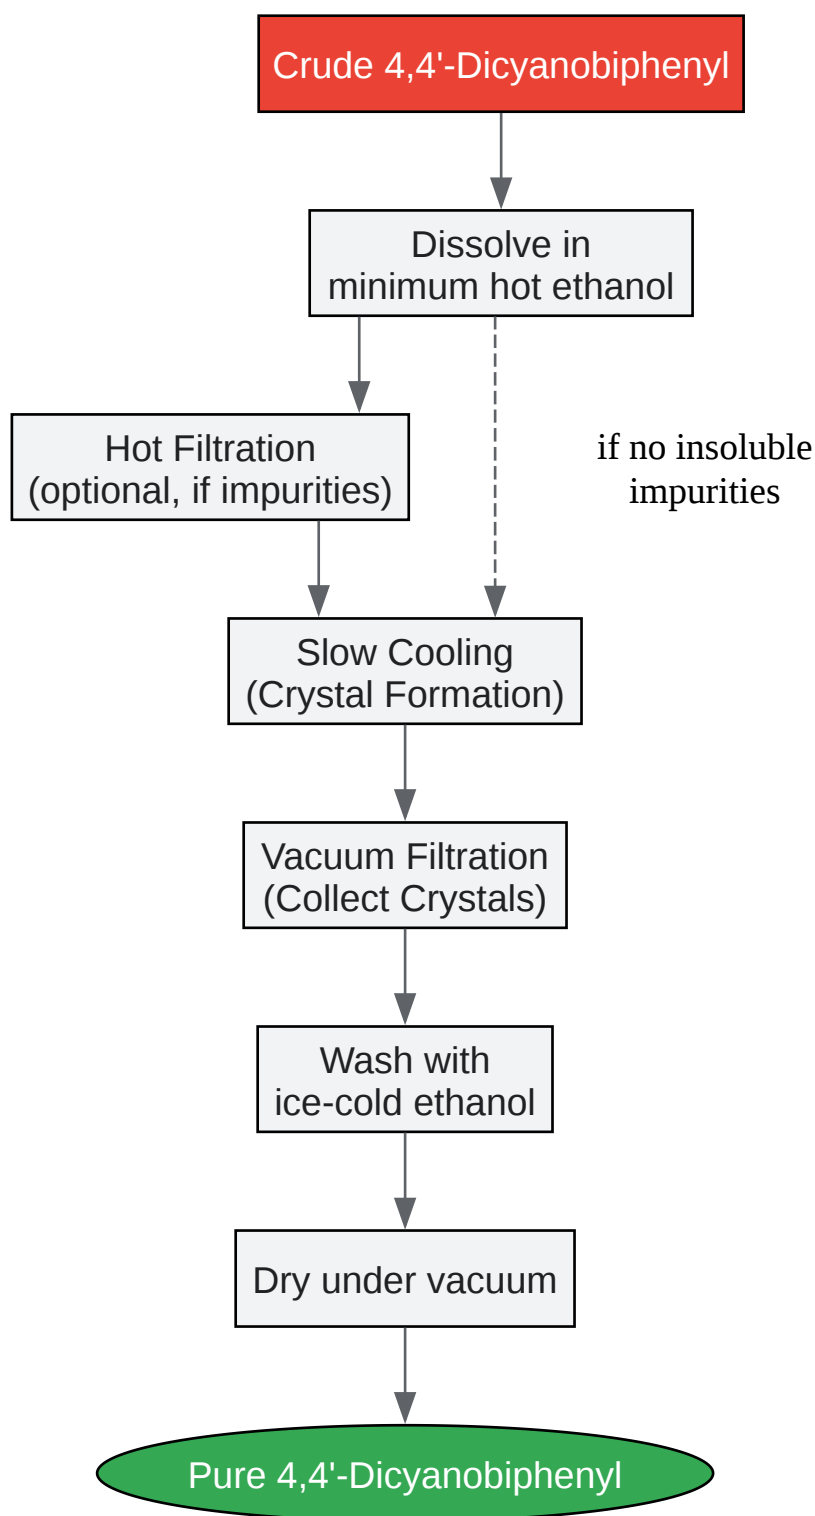 Crude 4,4'-Dicyanobiphenyl
Dissolve in
minimum hot ethanol
Hot Filtration
(optional, if impurities)
if no insoluble
impurities
Slow Cooling
(Crystal Formation)
Vacuum Filtration
(Collect Crystals)
Wash with
ice-cold ethanol
Dry under vacuum
Pure 4,4'-Dicyanobiphenyl